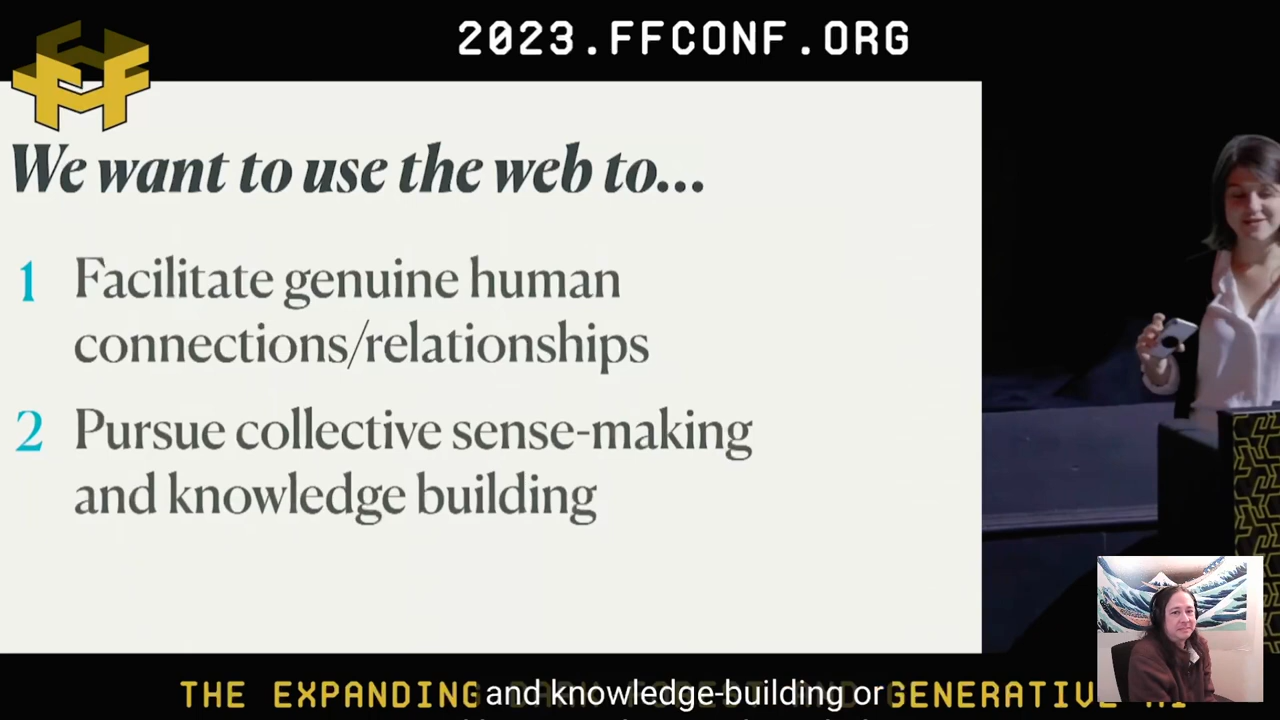 2023.FFCONF.ORG
We want to use the web to...
1 Facilitate genuine human
connections/relationships
2 Pursue collective sense-making
and knowledge building
THE EXPANDING
and knowledge-building or
GENERATIVE AI